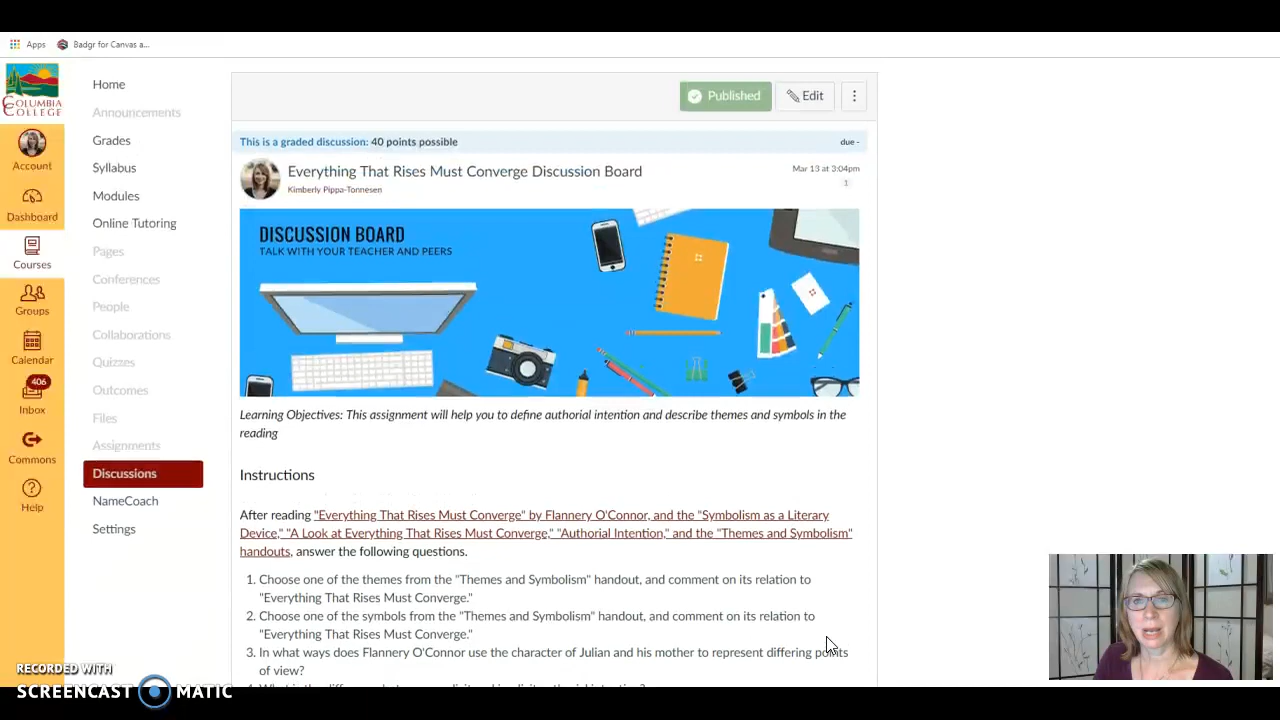 Apps
Badgr for Canvas a...
COLUMBIA
COLLEGE
Account
Dashboard
Courses
Groups
Calendar
406
Inbox
Commons
Help
Home
Announcements
Grades
Syllabus
Modules
Online Tutoring
Pages
Conferences
People
Collaborations
Quizzes
Outcomes
Files
Assignments
Discussions
NameCoach
Settings
Published
Edit
This is a graded discussion: 40 points possible
due -
Everything That Rises Must Converge Discussion Board
Mar 13 at 3:04pm
Kimberly Pippa-Tonnesen
1
DISCUSSION BOARD
TALK WITH YOUR TEACHER AND PEERS
Learning Objectives: This assignment will help you to define authorial intention and describe themes and symbols in the
reading
Instructions
After reading "Everything That Rises Must Converge" by Flannery O'Connor, and the "Symbolism as a Literary
Device," "A Look at Everything That Rises Must Converge," "Authorial Intention," and the "Themes and Symbolism"
handouts, answer the following questions.
1. Choose one of the themes from the "Themes and Symbolism" handout, and comment on its relation to
"Everything That Rises Must Converge."
2. Choose one of the symbols from the "Themes and Symbolism" handout, and comment on its relation to
"Everything That Rises Must Converge."
3. In what ways does Flannery O'Connor use the character of Julian and his mother to represent differing points
of view?
RECORDED WITH
SCREENCAST MATIC